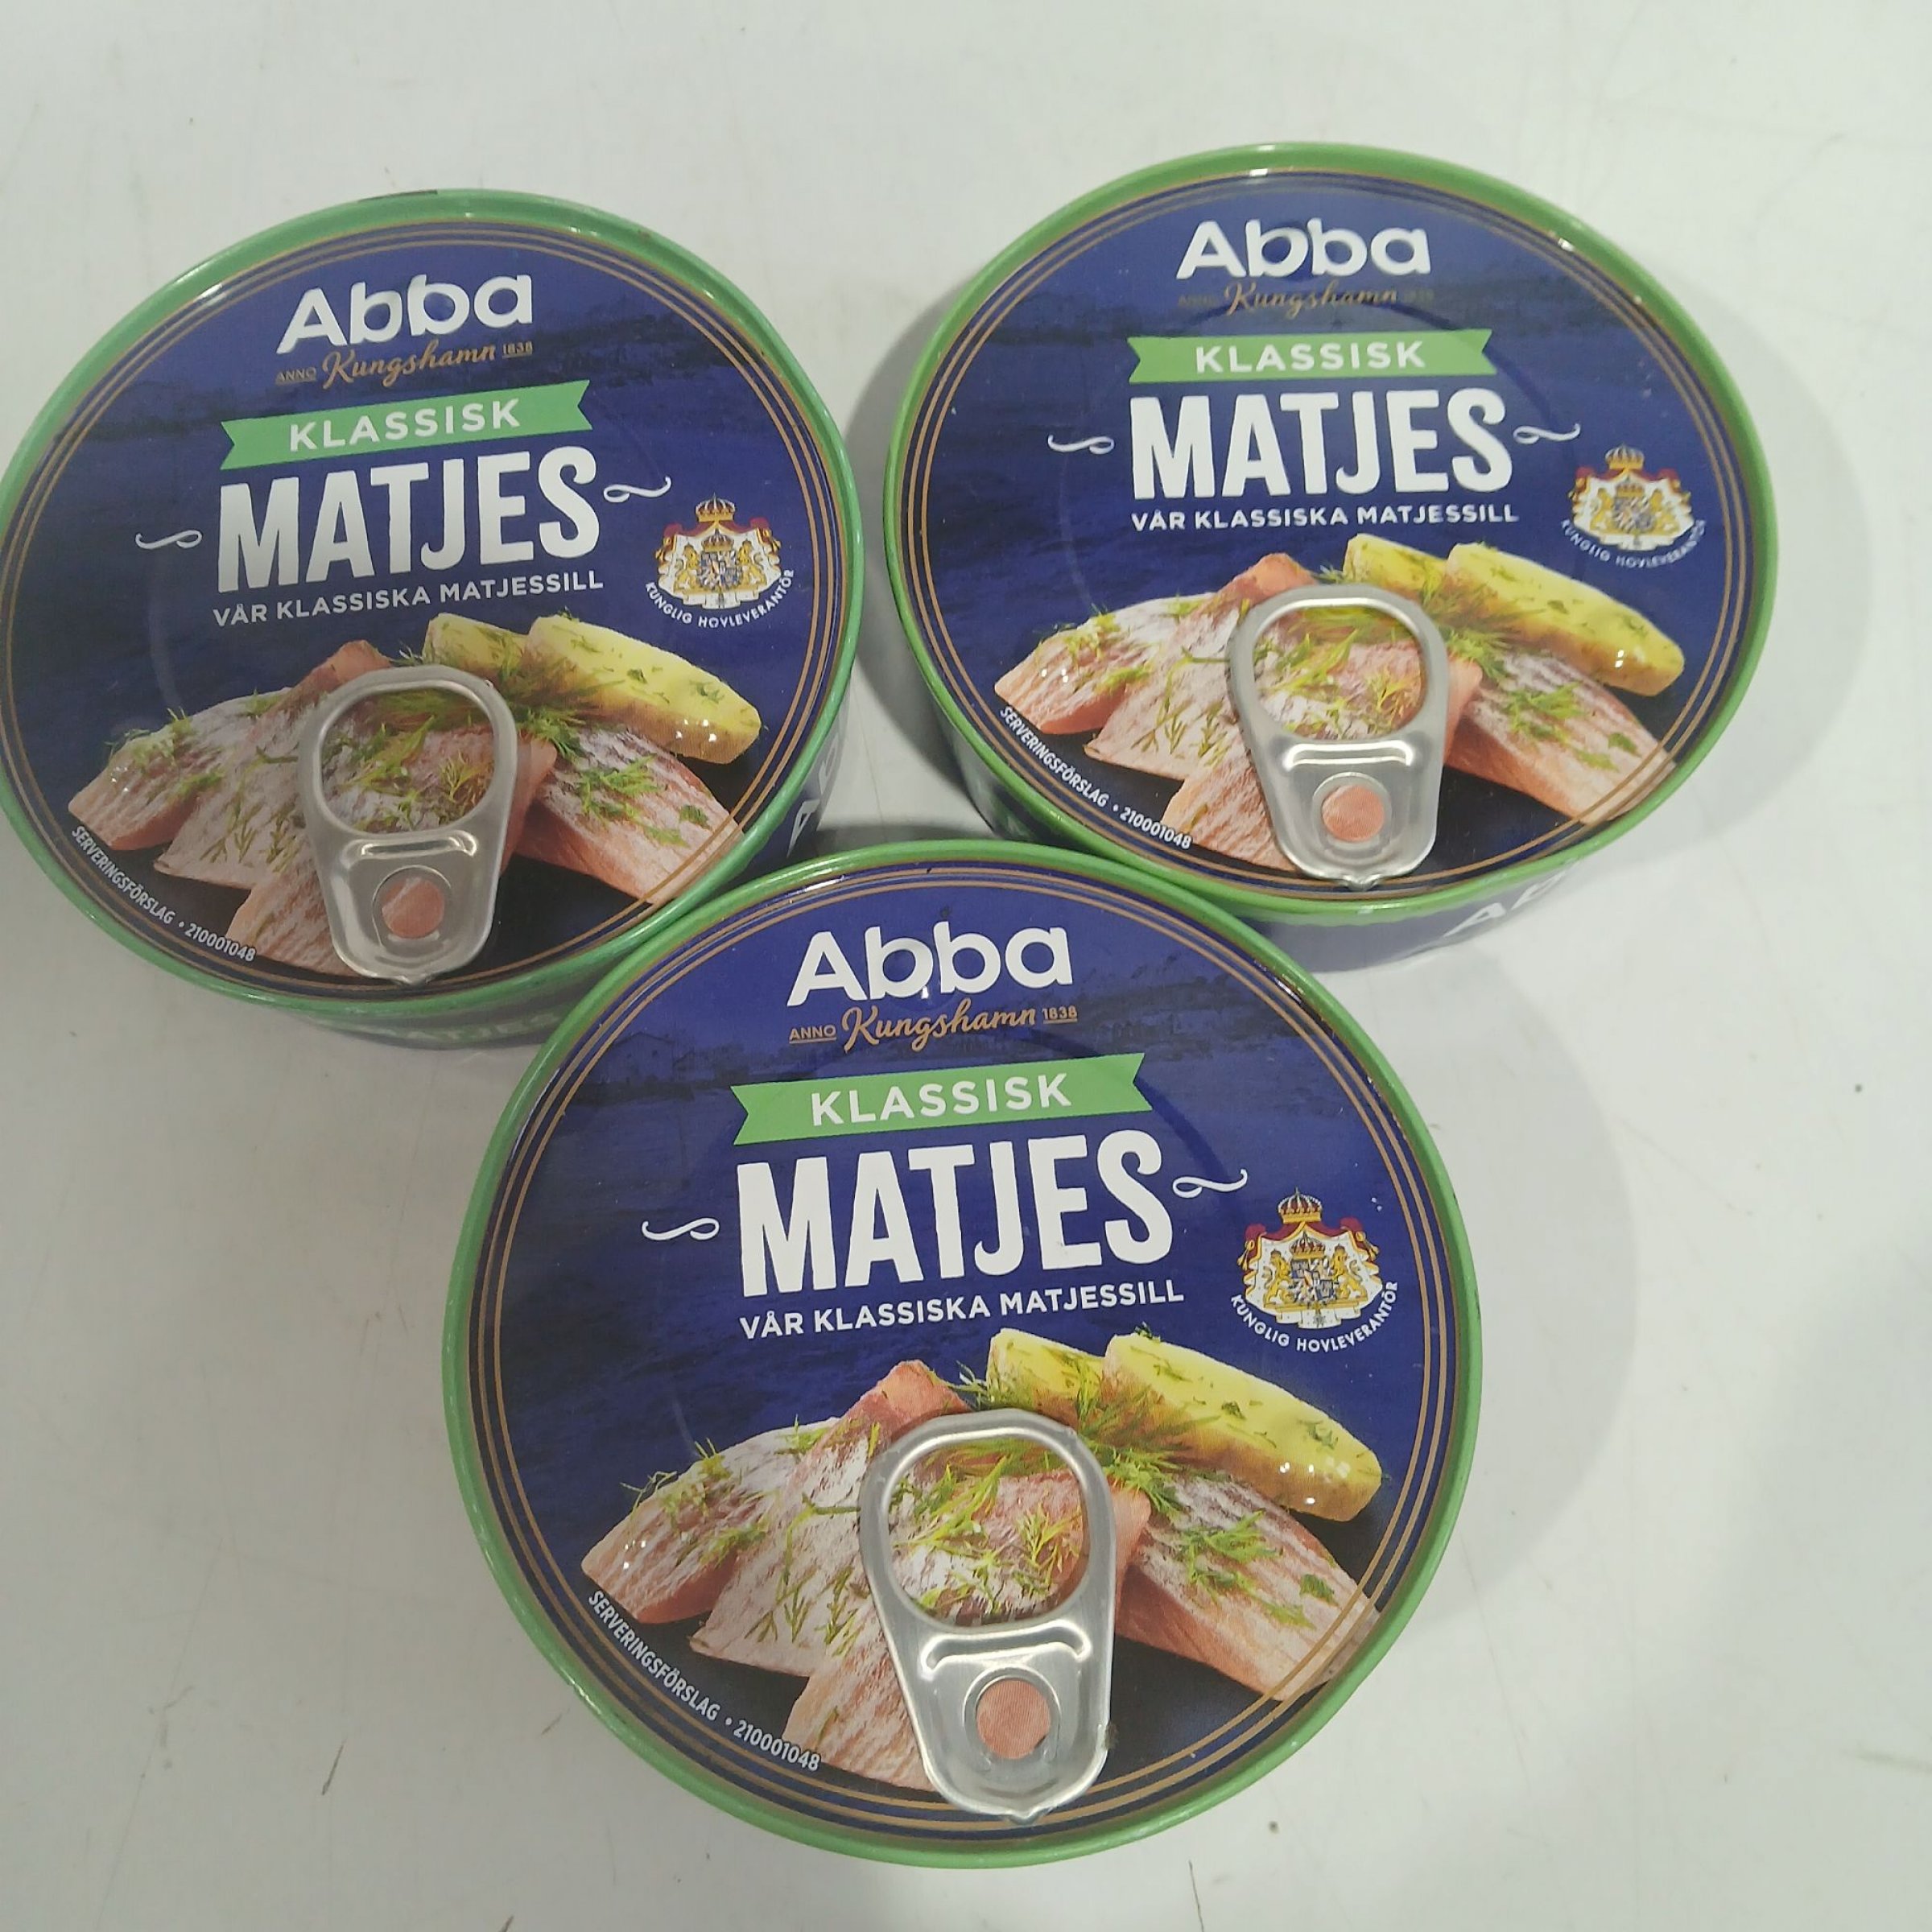 Abba
ANNO Kungshamn 1838
KLASSISK
MATJES
VÅR KLASSISKA MATJESSILL
KUNGLIG HOVLEVERANTÖR
SERVERINGSFÖRSLAG • 210001048
Abba
ANNO Kungshamn 1838
KLASSISK
MATJES
VÅR KLASSISKA MATJESSILL
KUNGLIG HOVLEVERANTÖR
SERVERINGSFÖRSLAG • 210001048
Abba
ANNO Kungshamn 1838
KLASSISK
MATJES
VÅR KLASSISKA MATJESSILL
KUNGLIG HOVLEVERANTÖR
SERVERINGSFÖRSLAG • 210001048